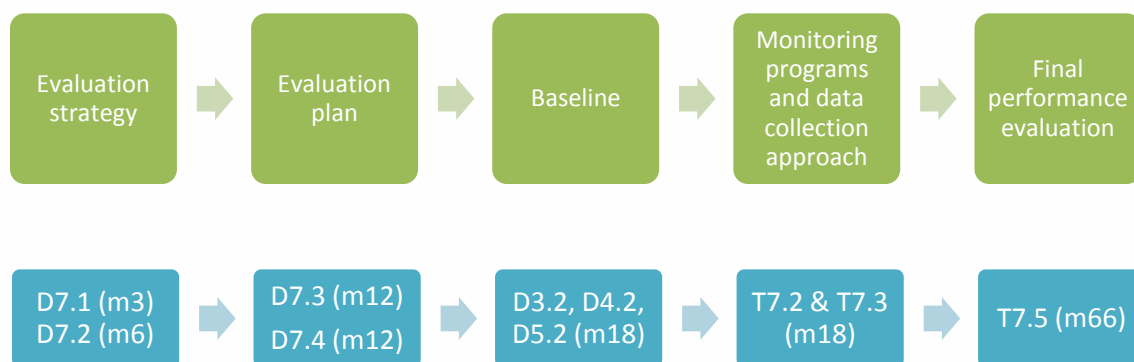 Evaluation
strategy
Evaluation
plan
Baseline
Monitoring
programs
and data
collection
approach
Final
performance
evaluation
D7.1 (m3)
D7.2 (m6)
D7.3 (m12)
D7.4 (m12)
D3.2, D4.2,
D5.2 (m18)
T7.2 & T7.3
(m18)
T7.5 (m66)